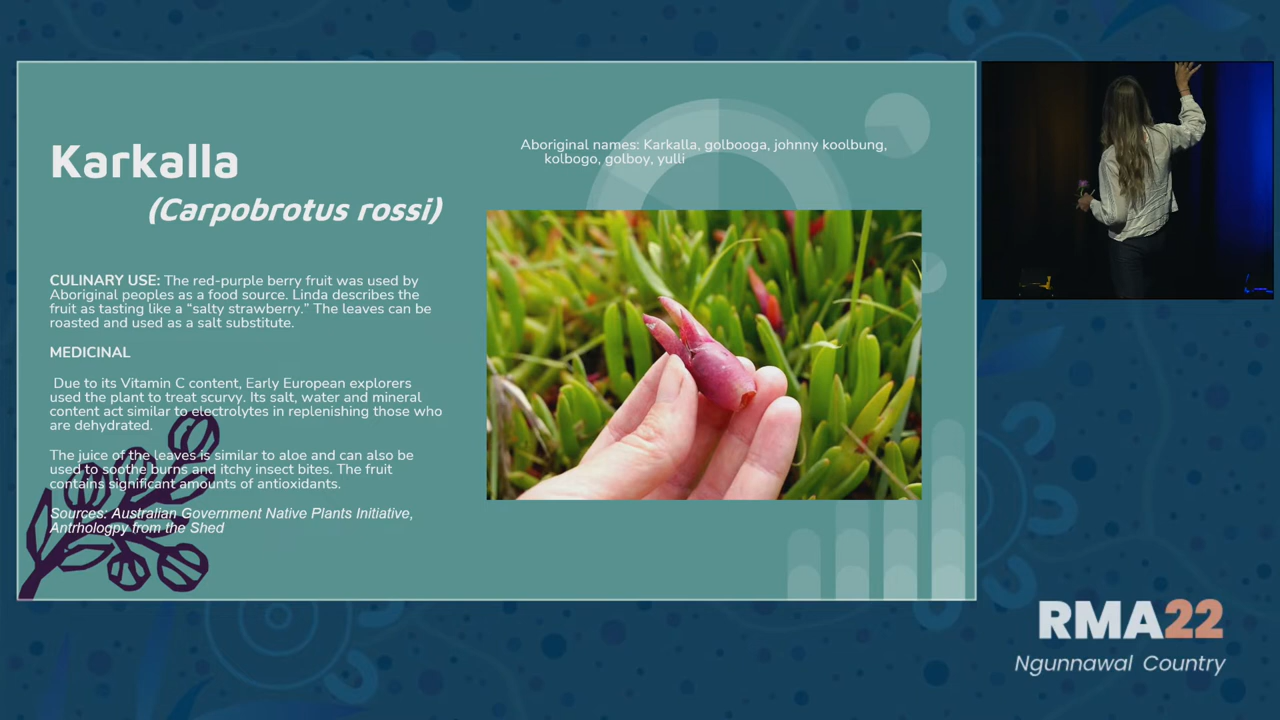 Karkalla
(Carpobrotus rossi)
CULINARY USE: The red-purple berry fruit was used by
Aboriginal peoples as a food source. Linda describes the
fruit as tasting like a “salty strawberry.” The leaves can be
roasted and used as a salt substitute.
MEDICINAL
Due to its Vitamin C content, Early European explorers
used the plant to treat scurvy. Its salt, water and mineral
content act similar to electrolytes in replenishing those who
are dehydrated.
The juice of the leaves is similar to aloe and can also be
used to soothe burns and itchy insect bites. The fruit
contains significant amounts of antioxidants.
Sources: Australian Government Native Plants Initiative,
Antrhologpy from the Shed
Aboriginal names: Karkalla, golbooga, johnny koolbung,
kolbogo, golboy, yulli
RMA22
Ngunnawal Country